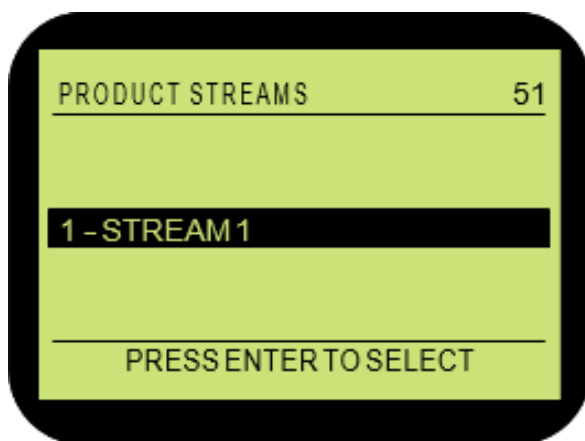 PRODUCT STREAMS 51
1 – STREAM 1
PRESS ENTER TO SELECT